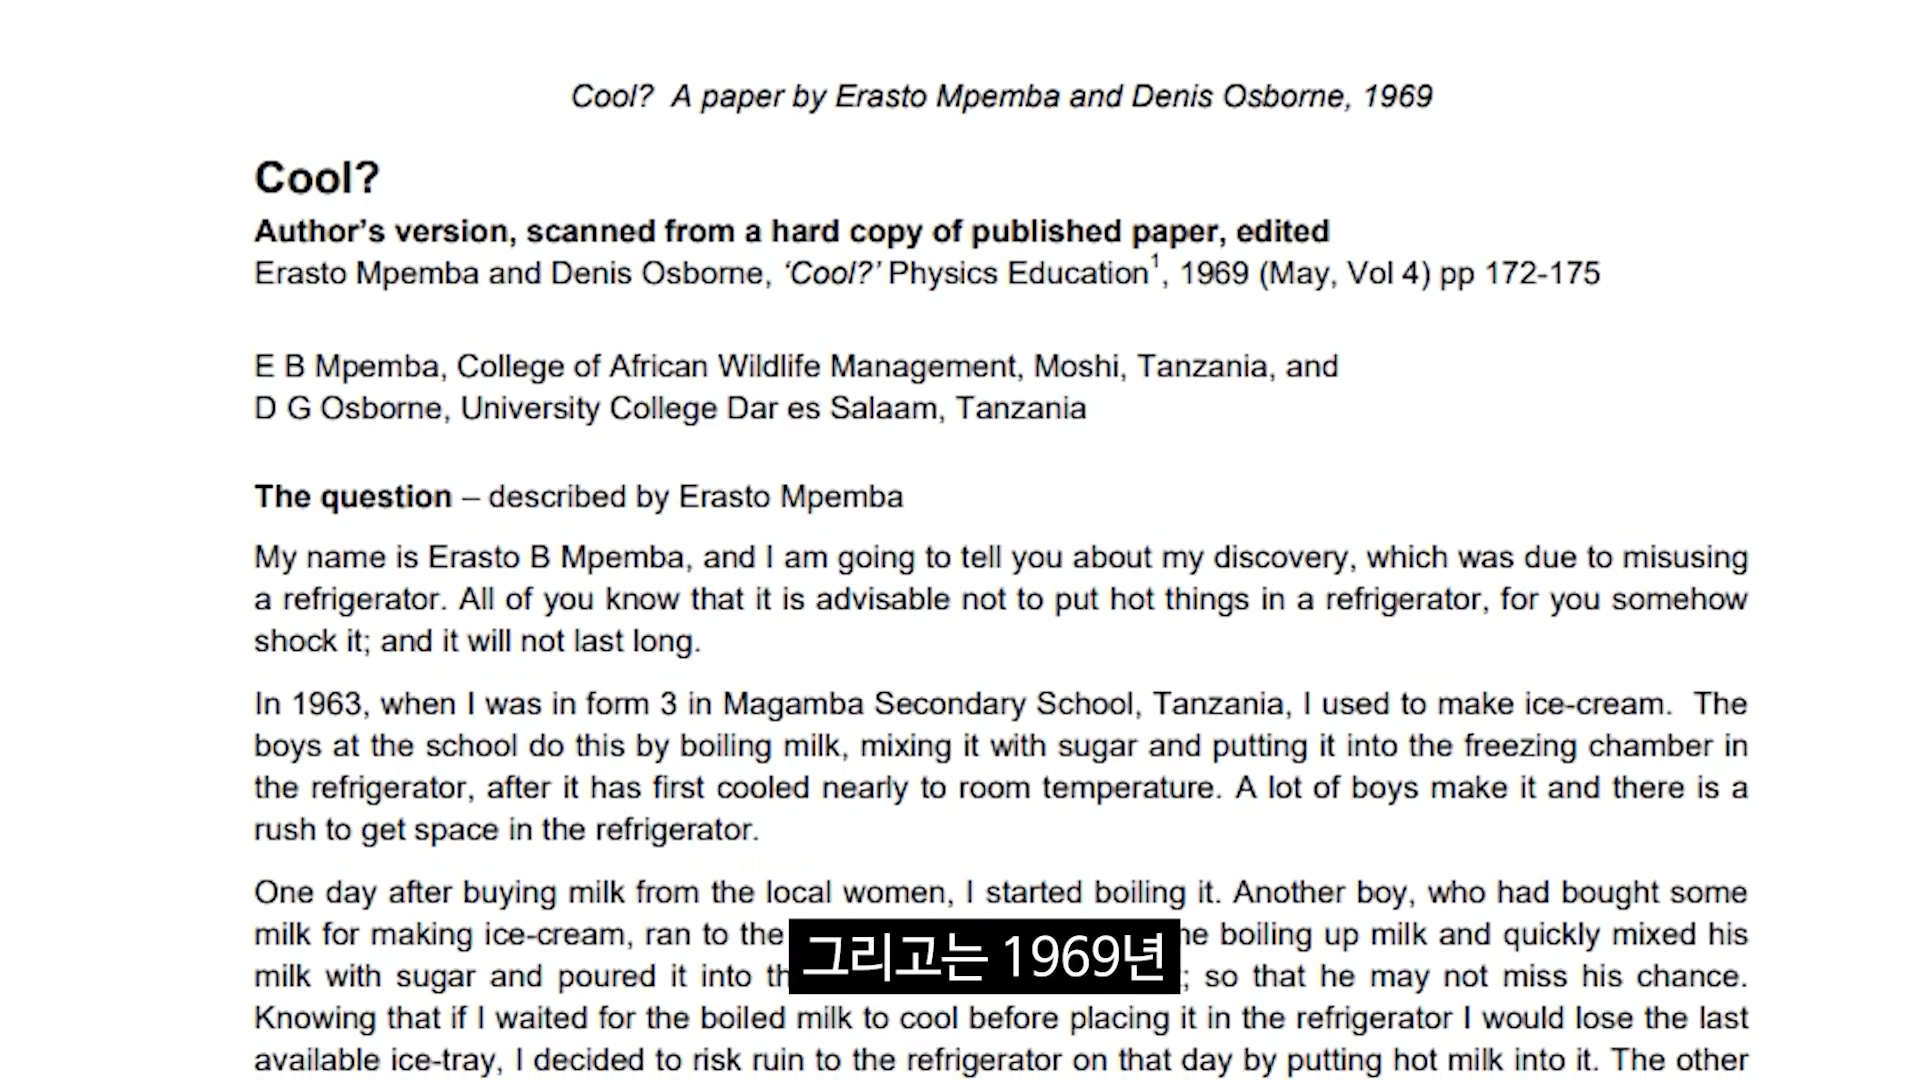 Cool? A paper by Erasto Mpemba and Denis Osborne, 1969
Cool?
Author's version, scanned from a hard copy of published paper, edited
Erasto Mpemba and Denis Osborne, 'Cool?' Physics Education1, 1969 (May, Vol 4) pp 172-175
E B Mpemba, College of African Wildlife Management, Moshi, Tanzania, and
D G Osborne, University College Dar es Salaam, Tanzania
The question – described by Erasto Mpemba
My name is Erasto B Mpemba, and I am going to tell you about my discovery, which was due to misusing
a refrigerator. All of you know that it is advisable not to put hot things in a refrigerator, for you somehow
shock it; and it will not last long.
In 1963, when I was in form 3 in Magamba Secondary School, Tanzania, I used to make ice-cream. The
boys at the school do this by boiling milk, mixing it with sugar and putting it into the freezing chamber in
the refrigerator, after it has first cooled nearly to room temperature. A lot of boys make it and there is a
rush to get space in the refrigerator.
One day after buying milk from the local women, I started boiling it. Another boy, who had bought some
milk for making ice-cream, ran to the boiling up milk and quickly mixed his
그리고는 1969년
milk with sugar and poured it into ; so that he may not miss his chance.
Knowing that if I waited for the boiled milk to cool before placing it in the refrigerator I would lose the last
available ice-tray, I decided to risk ruin to the refrigerator on that day by putting hot milk into it. The other